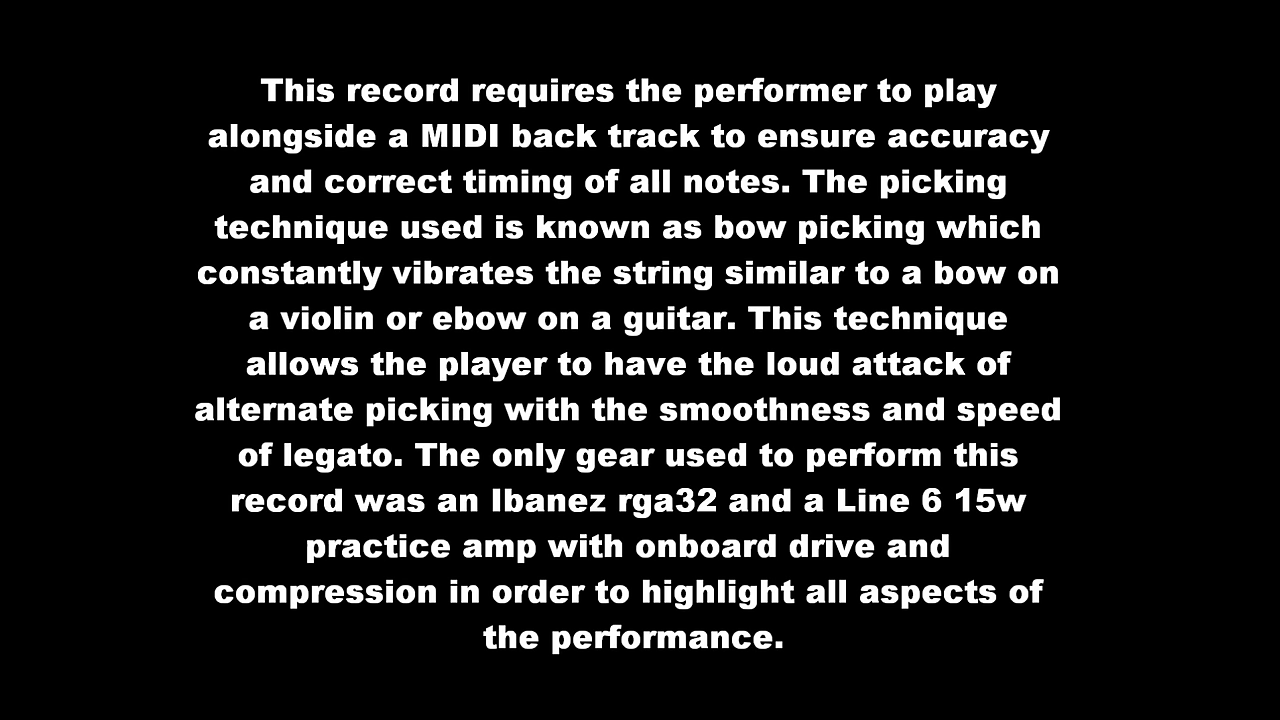 This record requires the performer to play
alongside a MIDI back track to ensure accuracy
and correct timing of all notes. The picking
technique used is known as bow picking which
constantly vibrates the string similar to a bow on
a violin or ebow on a guitar. This technique
allows the player to have the loud attack of
alternate picking with the smoothness and speed
of legato. The only gear used to perform this
record was an Ibanez rga32 and a Line 6 15w
practice amp with onboard drive and
compression in order to highlight all aspects of
the performance.